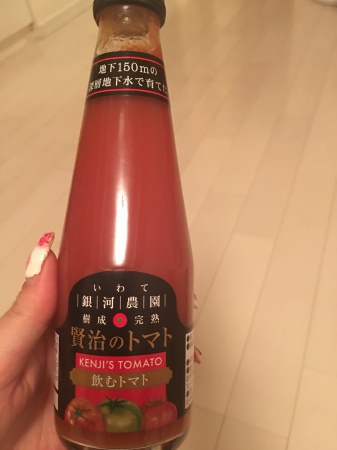 地下150mの
深層地下水で育てた
いわて
銀河農園
樹成 完熟
賢治のトマト
KENJI'S TOMATO
飲むトマト